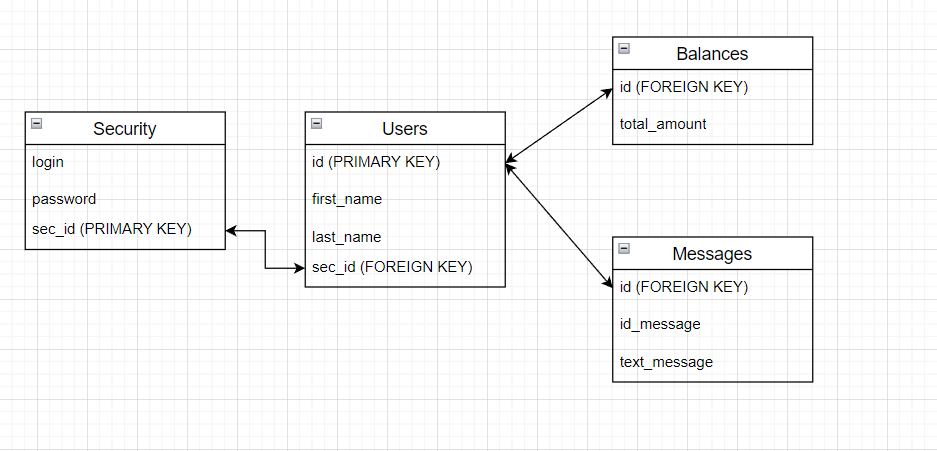 Security
login
password
sec_id (PRIMARY KEY)
Users
id (PRIMARY KEY)
first_name
last_name
sec_id (FOREIGN KEY)
Balances
id (FOREIGN KEY)
total_amount
Messages
id (FOREIGN KEY)
id_message
text_message